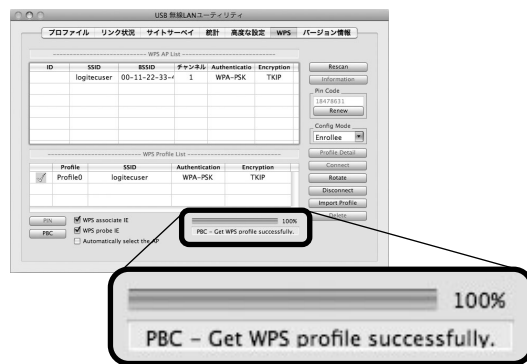 USB 無線LANユーティリティ
プロファイル リンク状況 サイトサーベイ 統計 高度な設定 WPS バージョン情報
WPS AP List
ID SSID BSSID チャンネル Authenticatio Encryption
logitecuser 00-11-22-33-4 1 WPA-PSK TKIP
Rescan
Information
Pin Code
18478631
Renew
Config Mode
Enrollee
WPS Profile List
Profile SSID Authentication Encryption
Profile0 logitecuser WPA-PSK TKIP
Profile Detail
Connect
Rotate
Disconnect
Import Profile
Delete
PIN
PBC
WPS associate IE
WPS probe IE
Automatically select the AP
100%
PBC - Get WPS profile successfully.
100%
PBC - Get WPS profile successfully.